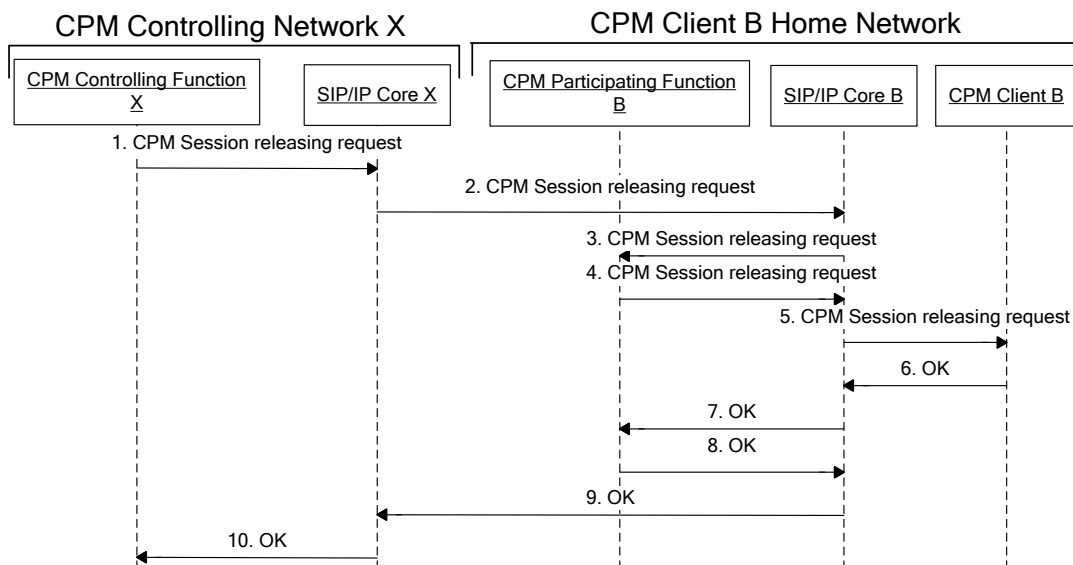 CPM Controlling Network X
CPM Client B Home Network
CPM Controlling Function
X
SIP/IP Core X
CPM Participating Function
B
SIP/IP Core B
CPM Client B
1. CPM Session releasing request
2. CPM Session releasing request
3. CPM Session releasing request
4. CPM Session releasing request
5. CPM Session releasing request
6. OK
7. OK
8. OK
9. OK
10. OK